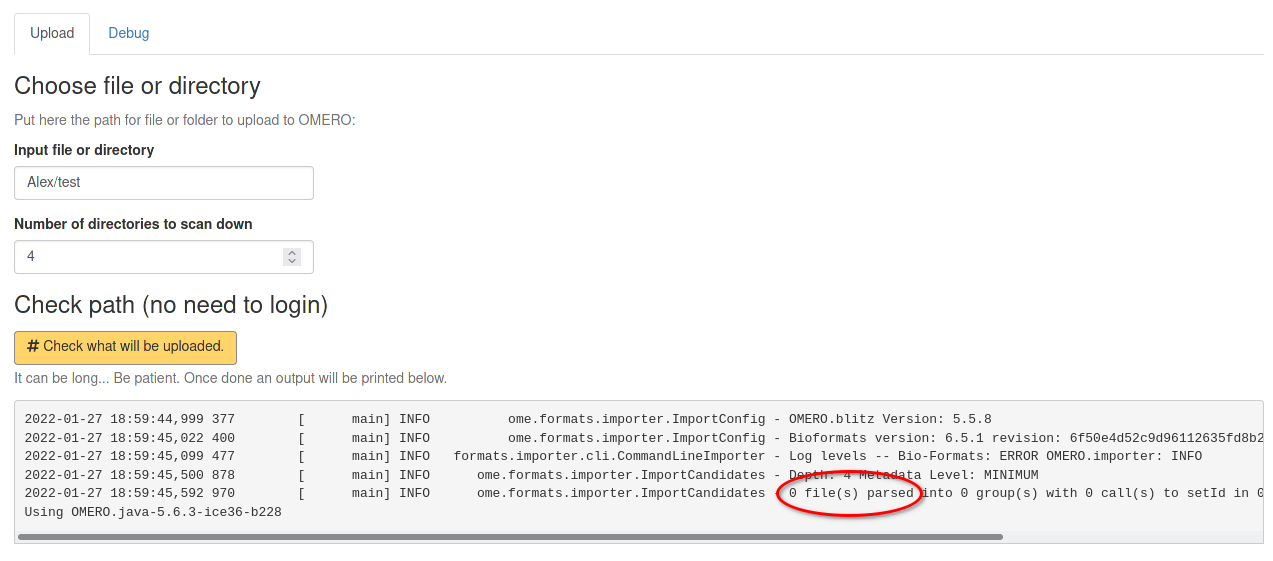 Upload Debug
Choose file or directory
Put here the path for file or folder to upload to OMERO:
Input file or directory
Alex/test
Number of directories to scan down
4
Check path (no need to login)
# Check what will be uploaded.
It can be long... Be patient. Once done an output will be printed below.
2022-01-27 18:59:44,999 377        [      main] INFO          ome.formats.importer.ImportConfig - OMERO.blitz Version: 5.5.8
2022-01-27 18:59:45,022 400        [      main] INFO          ome.formats.importer.ImportConfig - Bioformats version: 6.5.1 revision: 6f50e4d52c9d96112635fd8b2
2022-01-27 18:59:45,099 477        [      main] INFO   formats.importer.cli.CommandLineImporter - Log levels -- Bio-Formats: ERROR OMERO.importer: INFO
2022-01-27 18:59:45,500 878        [      main] INFO      ome.formats.importer.ImportCandidates - Depth: 4 Metadata Level: MINIMUM
2022-01-27 18:59:45,592 970        [      main] INFO      ome.formats.importer.ImportCandidates - 0 file(s) parsed into 0 group(s) with 0 call(s) to setId in 0
Using OMERO.java-5.6.3-ice36-b228